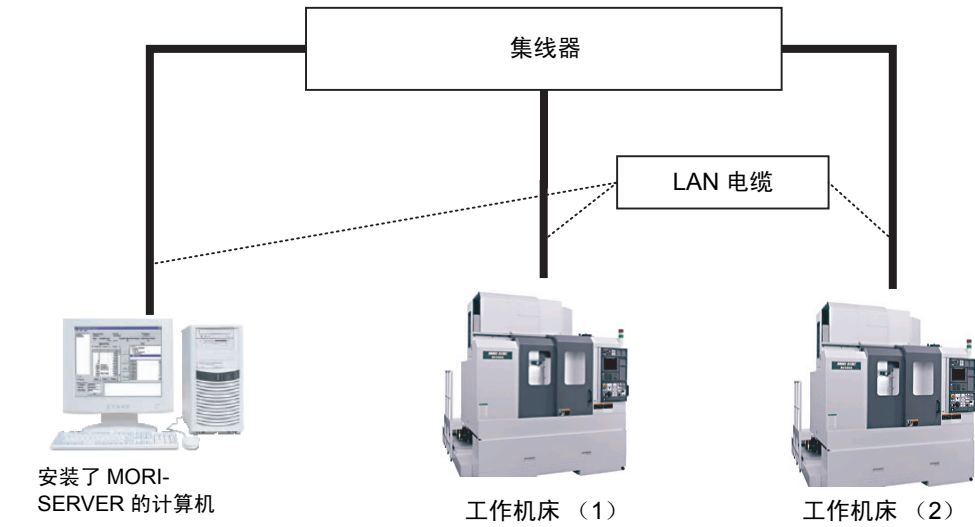 集线器
LAN 电缆
安装了 MORI-
SERVER 的计算机
工作机床 （1）
工作机床 （2）